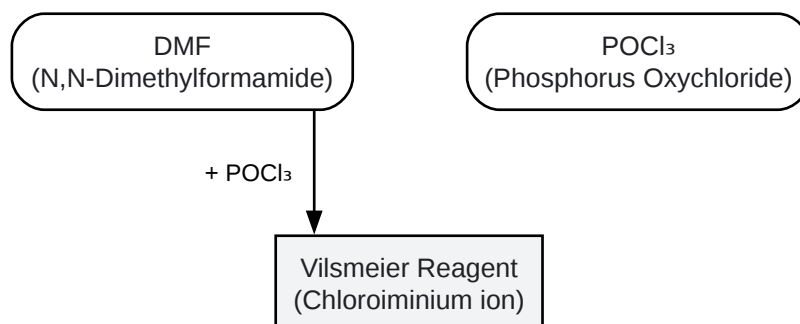 DMF
(N,N-Dimethylformamide)
POCl₃
(Phosphorus Oxychloride)
+ POCl₃
Vilsmeier Reagent
(Chloroiminium ion)